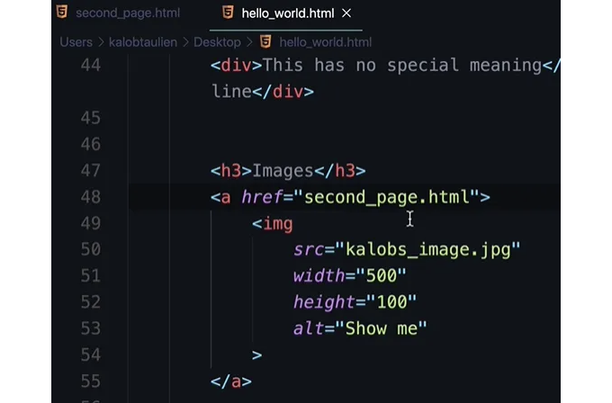 second_page.html hello_world.html ×
Users > kalobtaulien > Desktop > hello_world.html
44 <div>This has no special meaning</
line</div>
45
46
47 <h3>Images</h3>
48 <a href="second_page.html">
49 <img
50 src="kalobs_image.jpg"
51 width="500"
52 height="100"
53 alt="Show me"
54 >
55 </a>